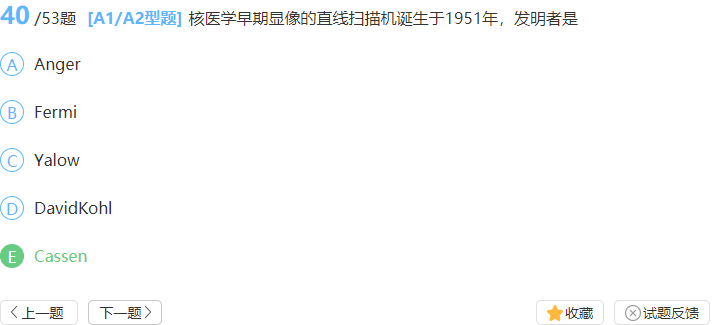 40 /53题 [A1/A2型题] 核医学早期显像的直线扫描机诞生于1951年，发明者是
A Anger
B Fermi
C Yalow
D DavidKohl
E Cassen
上一题 下一题 收藏 试题反馈